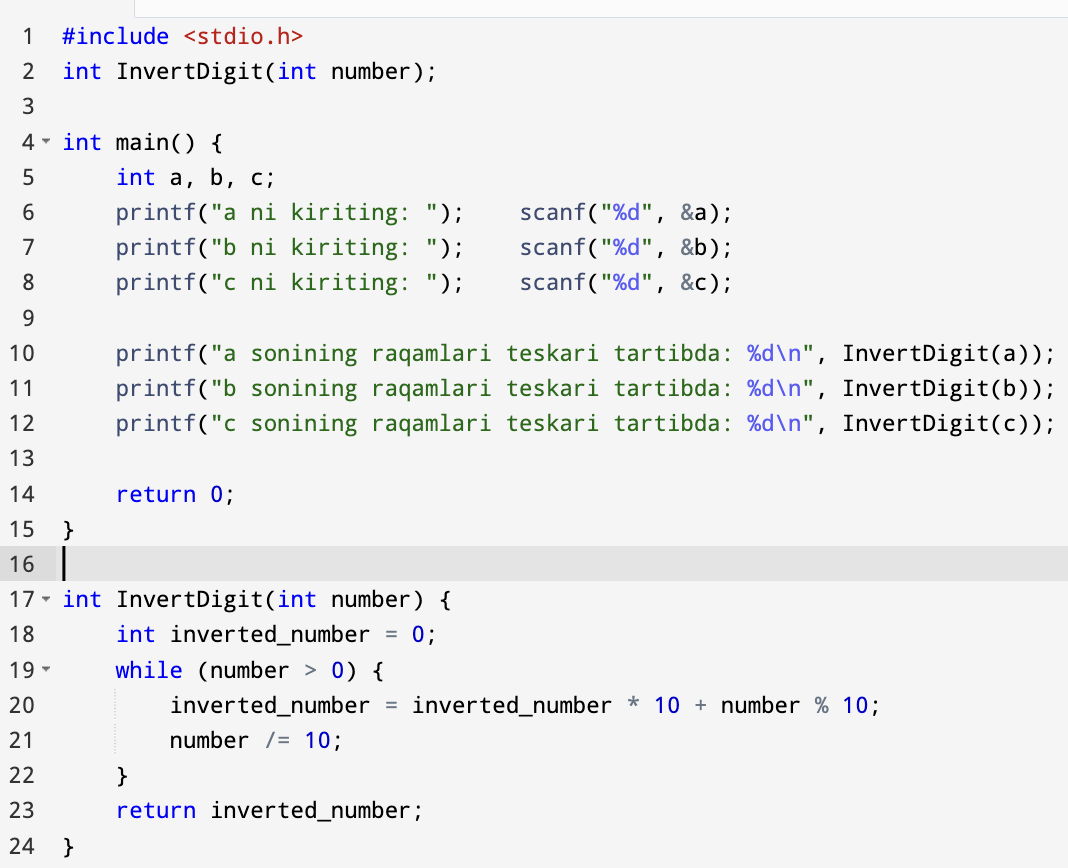 1 #include <stdio.h>
2 int InvertDigit(int number);
3
4 int main() {
5     int a, b, c;
6     printf("a ni kiriting: ");    scanf("%d", &a);
7     printf("b ni kiriting: ");    scanf("%d", &b);
8     printf("c ni kiriting: ");    scanf("%d", &c);
9
10     printf("a sonining raqamlari teskari tartibda: %d\n", InvertDigit(a));
11     printf("b sonining raqamlari teskari tartibda: %d\n", InvertDigit(b));
12     printf("c sonining raqamlari teskari tartibda: %d\n", InvertDigit(c));
13
14     return 0;
15 }
16
17 int InvertDigit(int number) {
18     int inverted_number = 0;
19     while (number > 0) {
20         inverted_number = inverted_number * 10 + number % 10;
21         number /= 10;
22     }
23     return inverted_number;
24 }